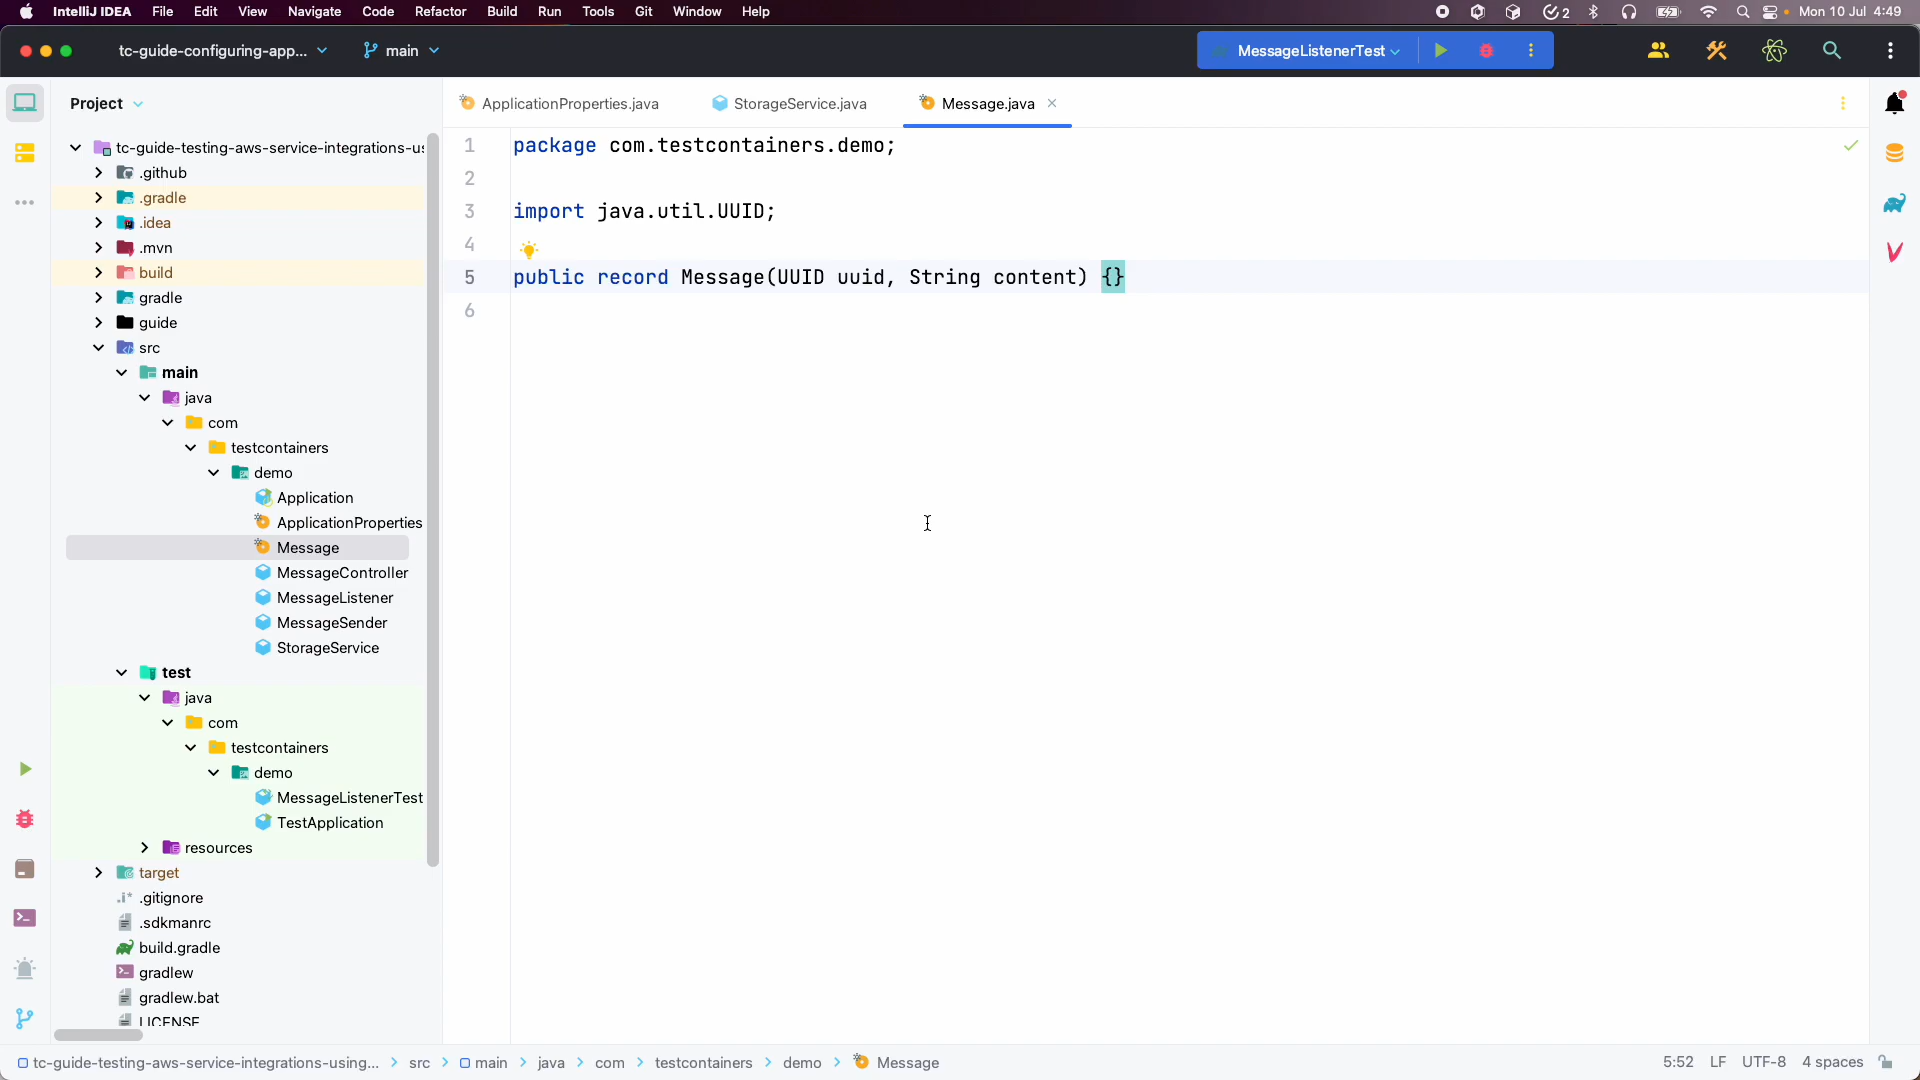 IntelliJ IDEA File Edit View Navigate Code Refactor Build Run Tools Git Window Help 2 Mon 10 Jul 4:49
tc-guide-configuring-app... main MessageListenerTest
Project
ApplicationProperties.java StorageService.java Message.java
tc-guide-testing-aws-service-integrations-us
.github
.gradle
.idea
.mvn
build
gradle
guide
src
main
java
com
testcontainers
demo
Application
ApplicationProperties
Message
MessageController
MessageListener
MessageSender
StorageService
test
java
com
testcontainers
demo
MessageListenerTest
TestApplication
resources
target
.gitignore
.sdkmanrc
build.gradle
gradlew
gradlew.bat
LICENSE
1 package com.testcontainers.demo;
2
3 import java.util.UUID;
4
5 public record Message(UUID uuid, String content) {}
6
tc-guide-testing-aws-service-integrations-using... > src > main > java > com > testcontainers > demo > Message 5:52 LF UTF-8 4 spaces